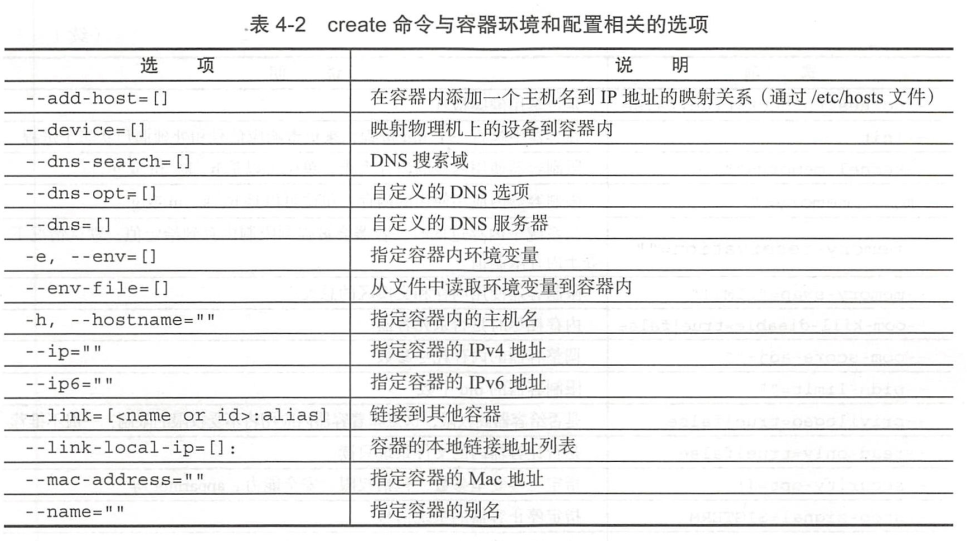 表 4-2 create 命令与容器环境和配置相关的选项
选 项 说 明
--add-host=[] 在容器内添加一个主机名到 IP 地址的映射关系（通过 /etc/hosts 文件）
--device=[] 映射物理机上的设备到容器内
--dns-search=[] DNS 搜索域
--dns-opt=[] 自定义的 DNS 选项
--dns=[] 自定义的 DNS 服务器
-e, --env=[] 指定容器内环境变量
--env-file=[] 从文件中读取环境变量到容器内
-h, --hostname="" 指定容器内的主机名
--ip="" 指定容器的 IPv4 地址
--ip6="" 指定容器的 IPv6 地址
--link=[<name or id>:alias] 链接到其他容器
--link-local-ip=[]: 容器的本地链接地址列表
--mac-address="" 指定容器的 Mac 地址
--name="" 指定容器的别名